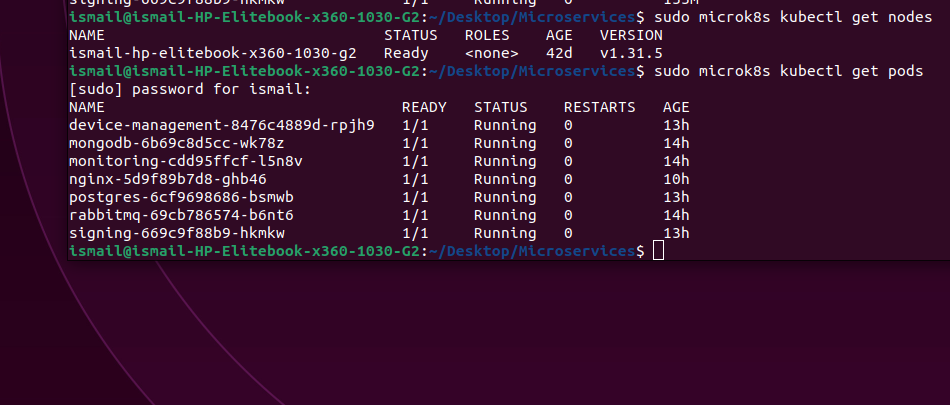 signing-669c9f88b9-hkmkw 1/1 Running 0 153m
ismail@ismail-HP-Elitebook-x360-1030-G2:~/Desktop/Microservices$ sudo microk8s kubectl get nodes
NAME STATUS ROLES AGE VERSION
ismail-hp-elitebook-x360-1030-g2 Ready <none> 42d v1.31.5
ismail@ismail-HP-Elitebook-x360-1030-G2:~/Desktop/Microservices$ sudo microk8s kubectl get pods
[sudo] password for ismail:
NAME READY STATUS RESTARTS AGE
device-management-8476c4889d-rpjh9 1/1 Running 0 13h
mongodb-6b69c8d5cc-wk78z 1/1 Running 0 14h
monitoring-cdd95ffcf-l5n8v 1/1 Running 0 14h
nginx-5d9f89b7d8-ghb46 1/1 Running 0 10h
postgres-6cf9698686-bsmwb 1/1 Running 0 13h
rabbitmq-69cb786574-b6nt6 1/1 Running 0 14h
signing-669c9f88b9-hkmkw 1/1 Running 0 13h
ismail@ismail-HP-Elitebook-x360-1030-G2:~/Desktop/Microservices$